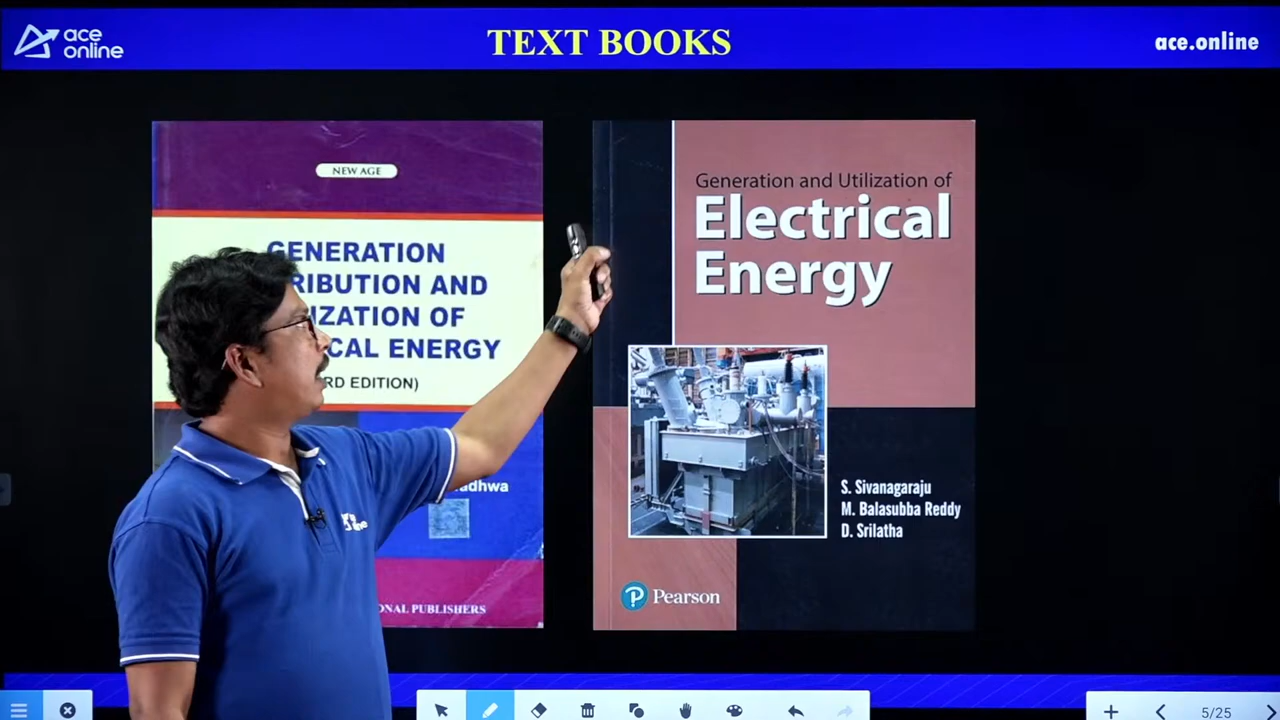 ace
online
TEXT BOOKS
ace.online
NEW AGE
GENERATION
RIBUTION AND
IZATION OF
CAL ENERGY
RD EDITION)
adhwa
ONAL PUBLISHERS
Generation and Utilization of
Electrical
Energy
S. Sivanagaraju
M. Balasubba Reddy
D. Srilatha
P Pearson
5/25